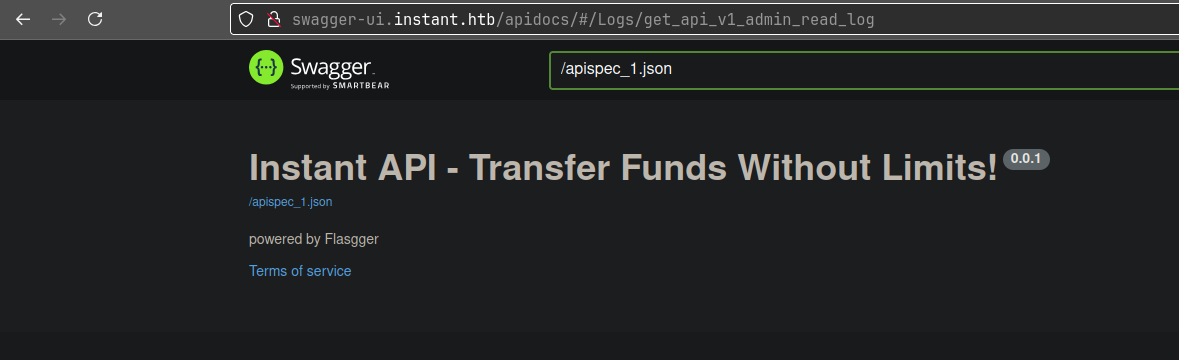 swagger-ui.instant.htb/apidocs/#/Logs/get_api_v1_admin_read_log
{···} Swagger.
Supported by SMARTBEAR
/apispec_1.json
Instant API - Transfer Funds Without Limits! 0.0.1
/apispec_1.json
powered by Flasgger
Terms of service